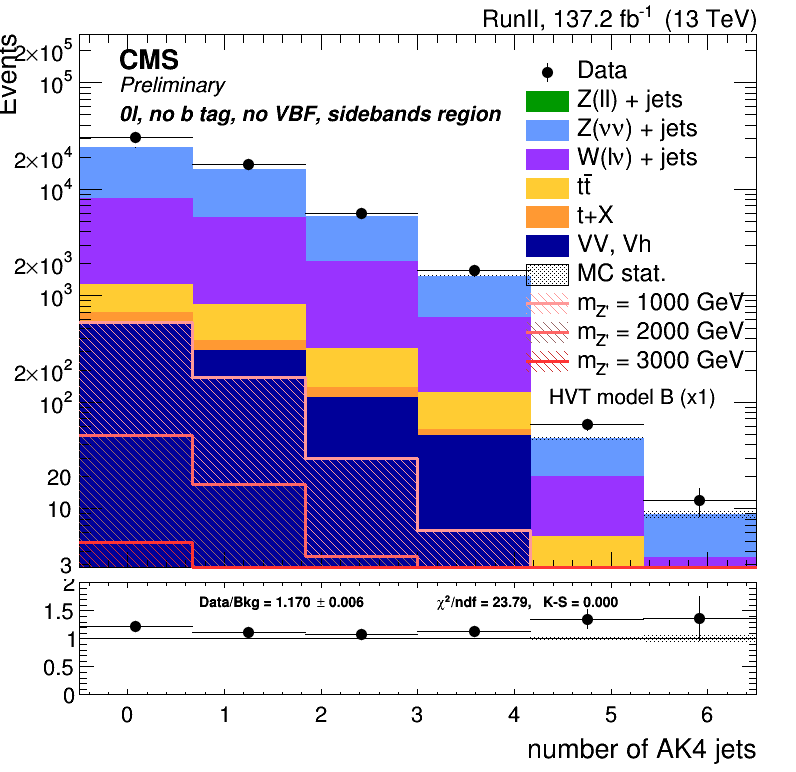 RunII, 137.2 fb⁻¹ (13 TeV)
Events
CMS
Preliminary
0l, no b tag, no VBF, sidebands region
Data
Z(ll) + jets
Z(νν) + jets
W(lν) + jets
tt̄
t+X
VV, Vh
MC stat.
m_Z' = 1000 GeV
m_Z' = 2000 GeV
m_Z' = 3000 GeV
HVT model B (x1)
2×10⁵
10⁵
2×10⁴
10⁴
2×10³
10³
2×10²
10²
20
10
3
Data/Bkg = 1.170 ± 0.006 χ²/ndf = 23.79, K-S = 0.000
2
1.5
1
0.5
0
0 1 2 3 4 5 6
number of AK4 jets